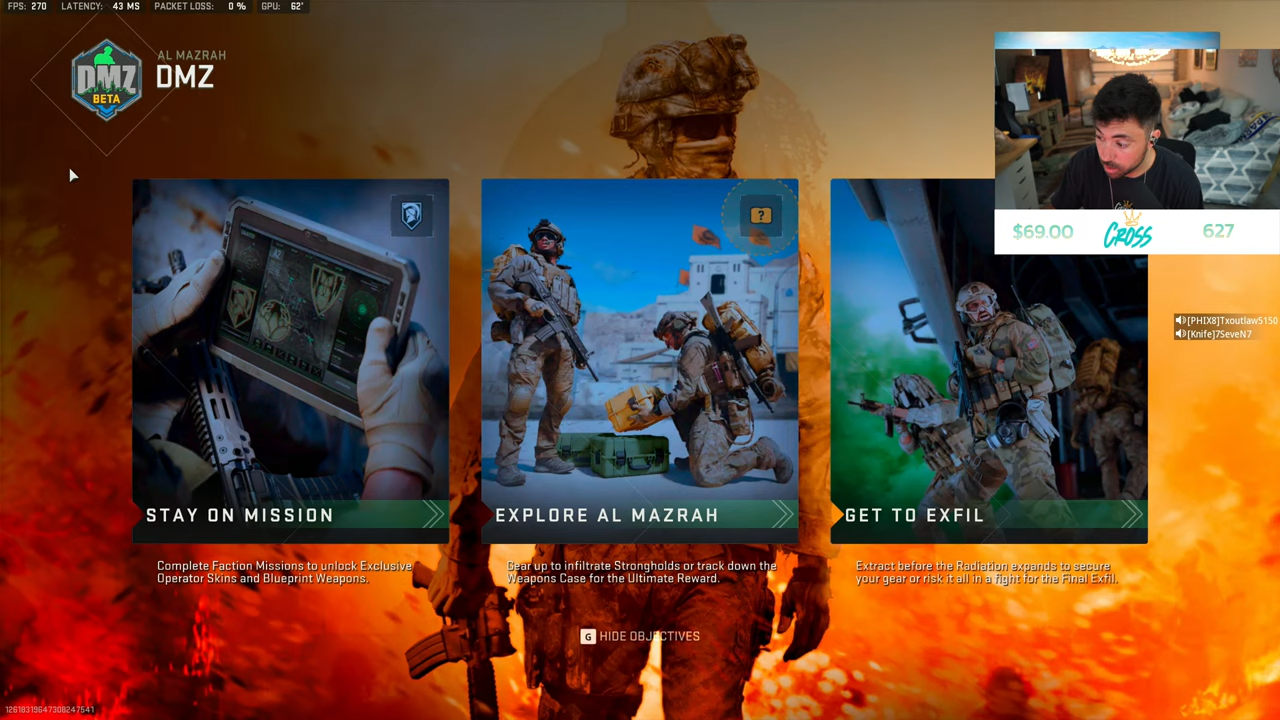 FPS: 270 LATENCY: 43 MS PACKET LOSS: 0 % GPU: 62°
AL MAZRAH
DMZ
DMZ
BETA
$69.00 CROSS 627
[PHIX8]Txoutlaw5150
[Knife]7SeveN7
?
STAY ON MISSION
EXPLORE AL MAZRAH
GET TO EXFIL
Complete Faction Missions to unlock Exclusive
Operator Skins and Blueprint Weapons.
Gear up to infiltrate Strongholds or track down the
Weapons Case for the Ultimate Reward.
Extract before the Radiation expands to secure
your gear or risk it all in a fight for the Final Exfil.
G HIDE OBJECTIVES
12618319647308247541